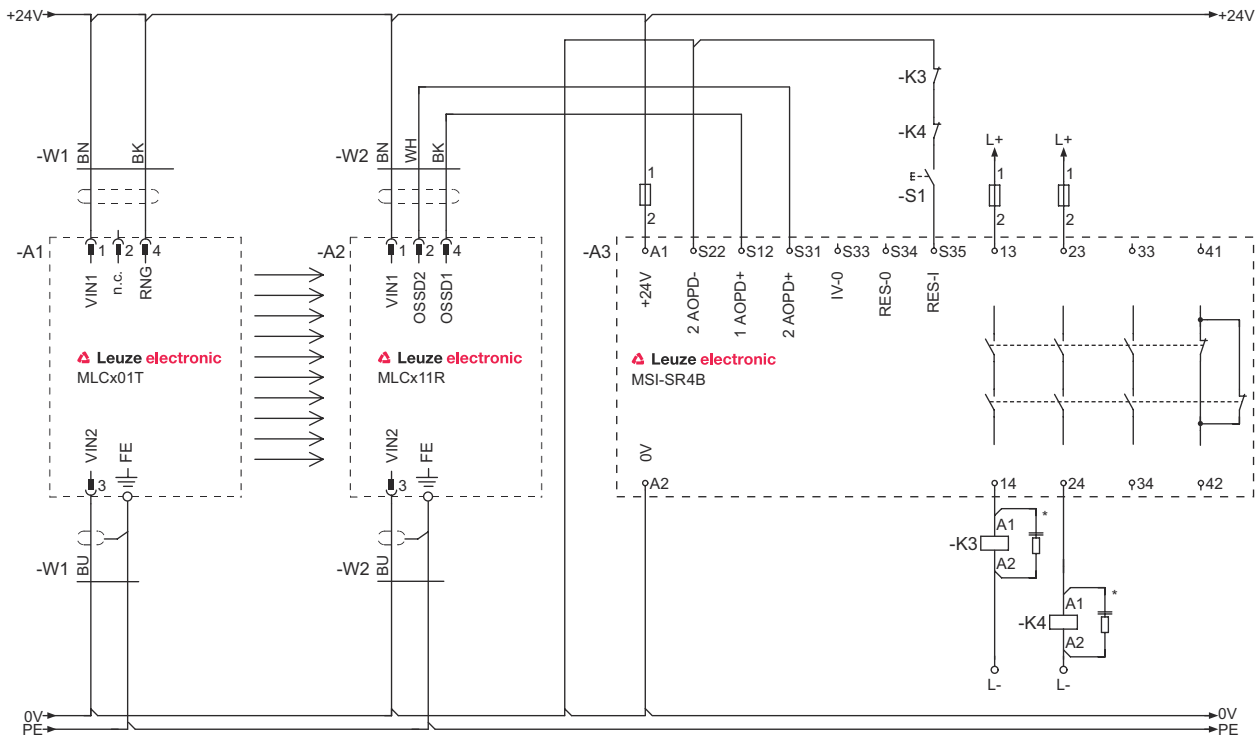 +24V +24V
-K3
-K4
-S1
E
-W1 BN BK
-W2 BN WH BK
1 2
L+ 1 2
L+ 1 2
-A1 1 2 4
VIN1 n.c. RNG
Leuze electronic
MLCx01T
VIN2 FE
3
-A2 1 2 4
VIN1 OSSD2 OSSD1
Leuze electronic
MLCx11R
VIN2 FE
3
-A3 A1 S22 S12 S31 S33 S34 S35 13 23 33 41
+24V 2 AOPD- 1 AOPD+ 2 AOPD+ IV-0 RES-0 RES-I
Leuze electronic
MSI-SR4B
0V
A2 14 24 34 42
-W1 BU
-W2 BU
-K3 A1 A2 *
-K4 A1 A2 *
L- L-
0V 0V
PE PE